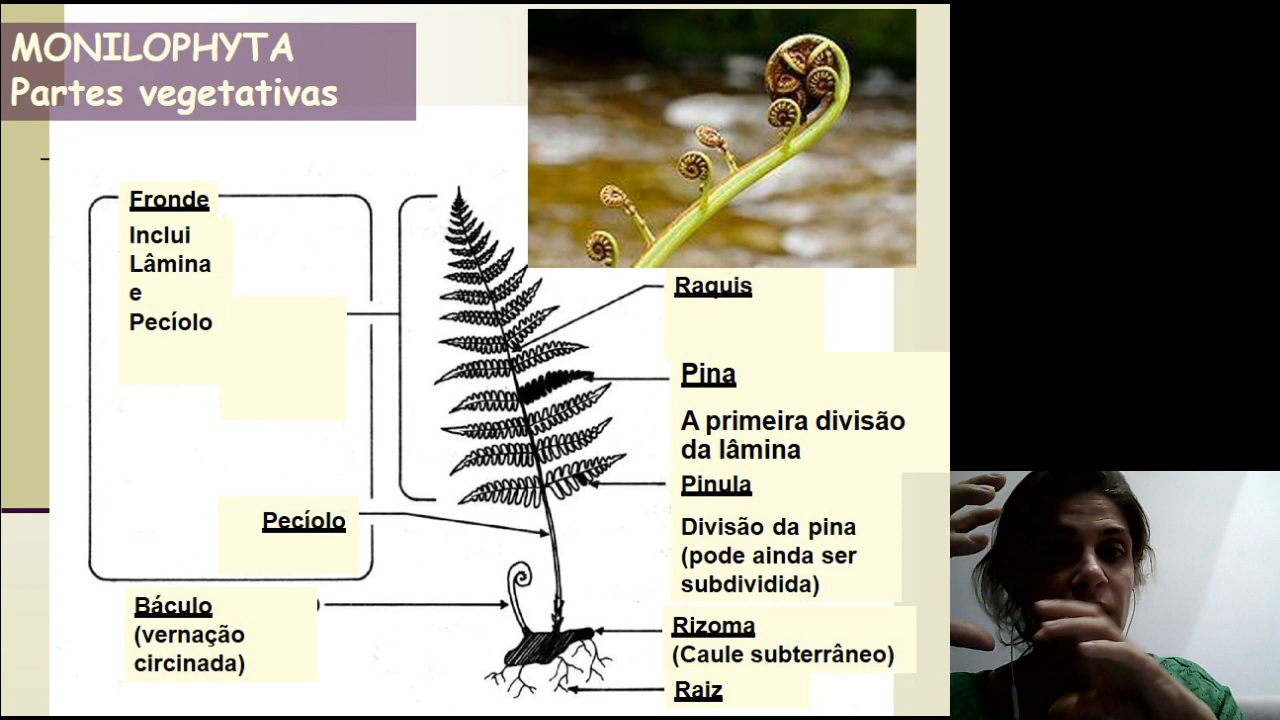 MONILOPHYTA
Partes vegetativas
Fronde
Inclui
Lâmina
e
Pecíolo
Pecíolo
Báculo
(vernação
circinada)
Raquis
Pina
A primeira divisão
da lâmina
Pinula
Divisão da pina
(pode ainda ser
subdividida)
Rizoma
(Caule subterrâneo)
Raiz